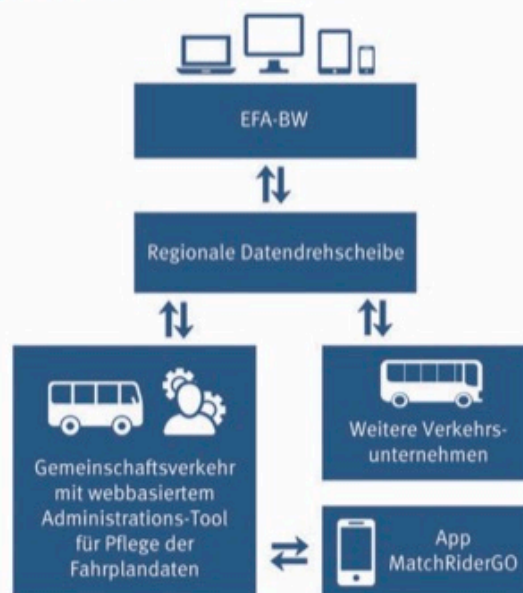 EFA-BW
Regionale Datendrehscheibe
Gemeinschaftsverkehr
mit webbasiertem
Administrations-Tool
für Pflege der
Fahrplandaten
Weitere Verkehrs-
unternehmen
App
MatchRiderGO